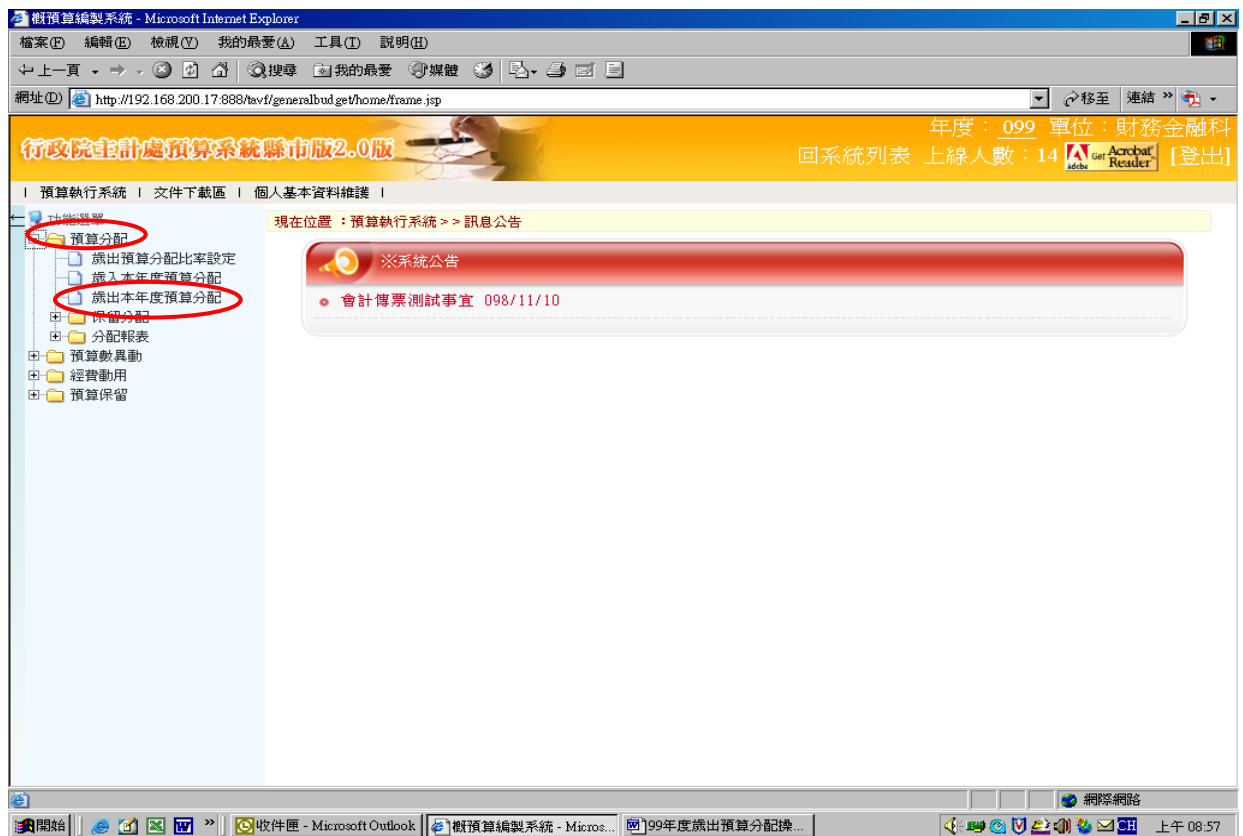 概預算編製系統 - Microsoft Internet Explorer
檔案(F) 編輯(E) 檢視(V) 我的最愛(A) 工具(T) 說明(H)
上一頁 搜尋 我的最愛 媒體
網址(D) http://192.168.200.17:888/tavf/generalbudget/home/frame.jsp 移至 連結 »
行政院主計處預算系統縣市版2..0版
年度：099 單位：財務金融科
回系統列表 上線人數：14 Adobe Get Acrobat Reader [登出]
| 預算執行系統 | 文件下載區 | 個人基本資料維護 |
功能選單
現在位置 ：預算執行系統>>訊息公告
預算分配
歲出預算分配比率設定
歲入本年度預算分配
歲出本年度預算分配
保留分配
分配報表
預算數異動
經費動用
預算保留
※系統公告
會計傳票測試事宜 098/11/10
網際網路
開始 » 收件匣 - Microsoft Outlook 概預算編製系統 - Micros... 99年度歲出預算分配操... CH 上午 08:57